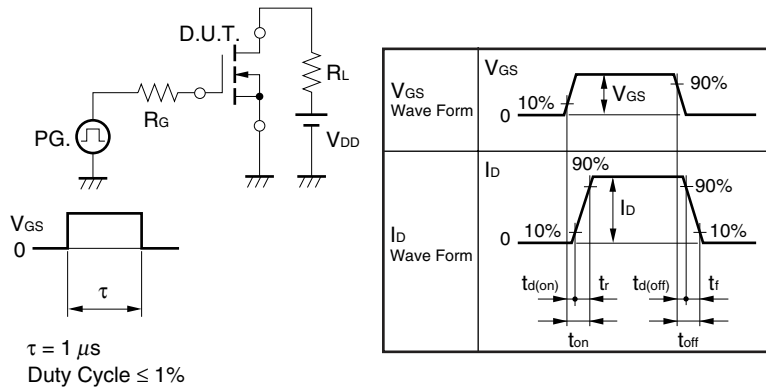 D.U.T.
RL
RG
PG.
VDD
VGS
0
τ
τ = 1 μs
Duty Cycle ≤ 1%
VGS
Wave Form
VGS
10%
0
VGS
90%
ID
Wave Form
ID
90%
90%
10%
0
ID
10%
td(on)
tr
td(off)
tf
ton
toff